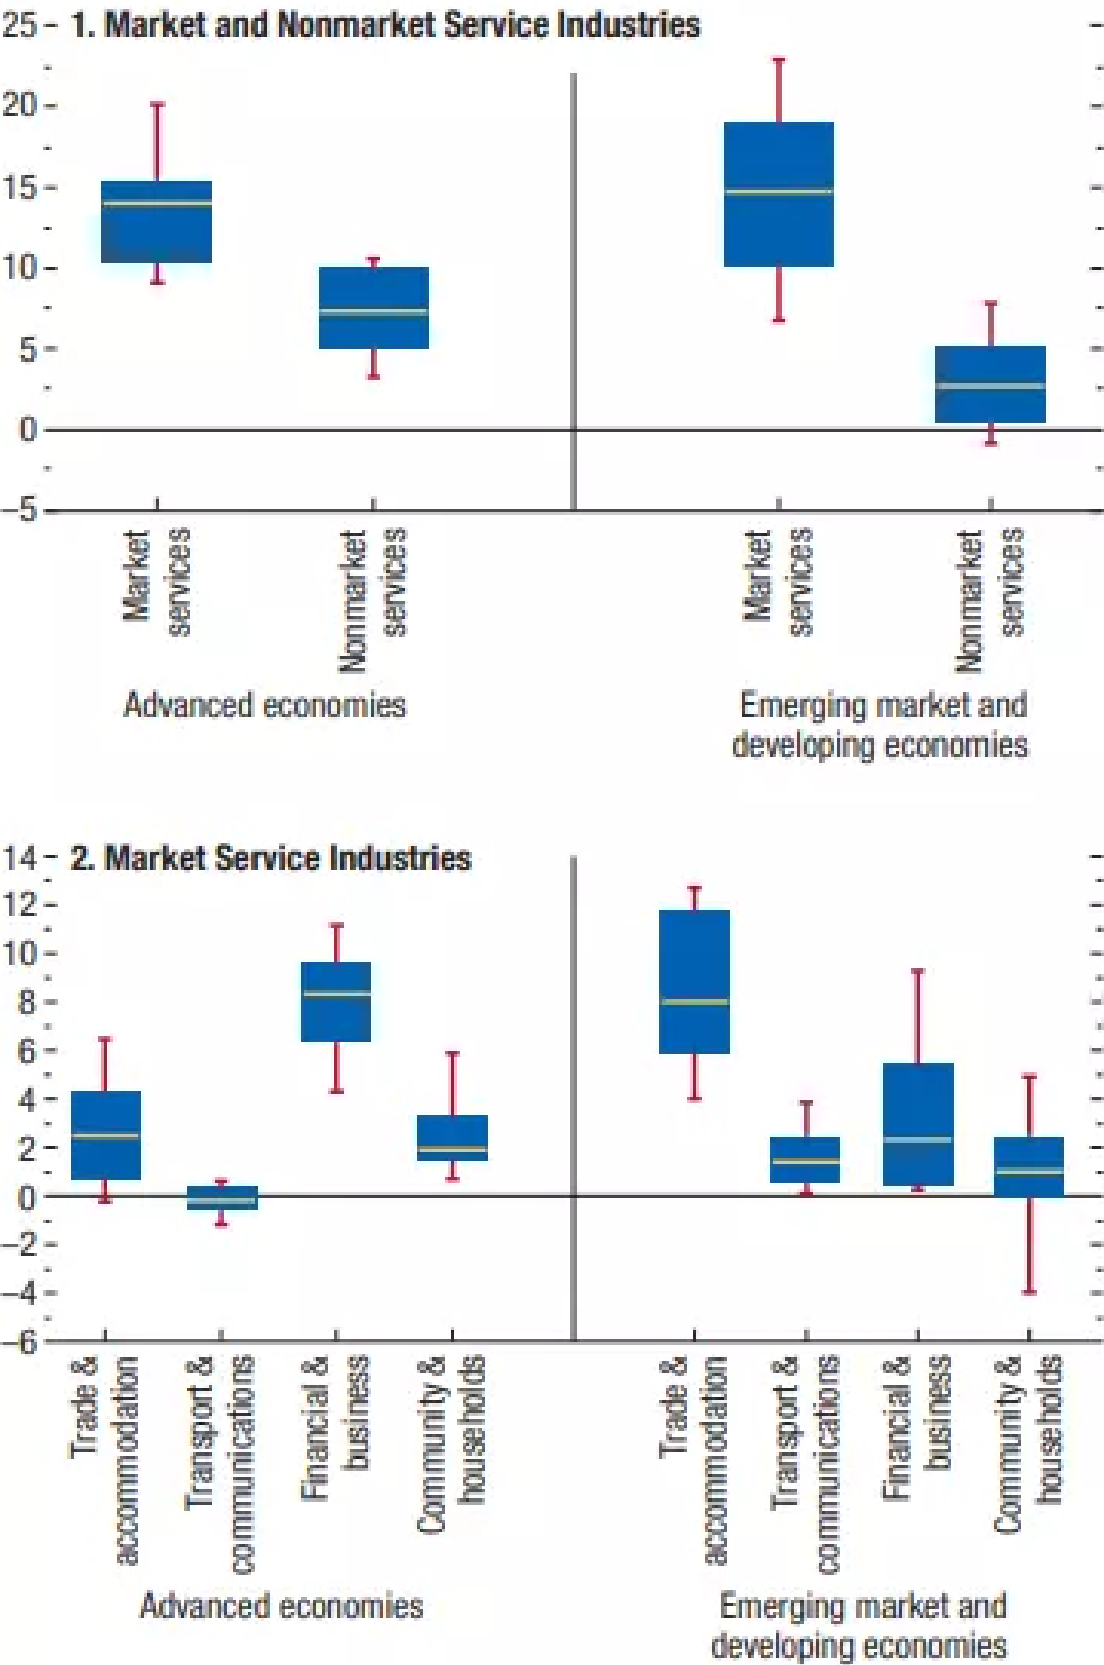 1. Market and Nonmarket Service Industries
25
20
15
10
5
0
–5
Market
services
Nonmarket
services
Market
services
Nonmarket
services
Advanced economies
Emerging market and
developing economies
2. Market Service Industries
14
12
10
8
6
4
2
0
–2
–4
–6
Trade &
accommodation
Transport &
communications
Financial &
business
Community &
households
Trade &
accommodation
Transport &
communications
Financial &
business
Community &
households
Advanced economies
Emerging market and
developing economies